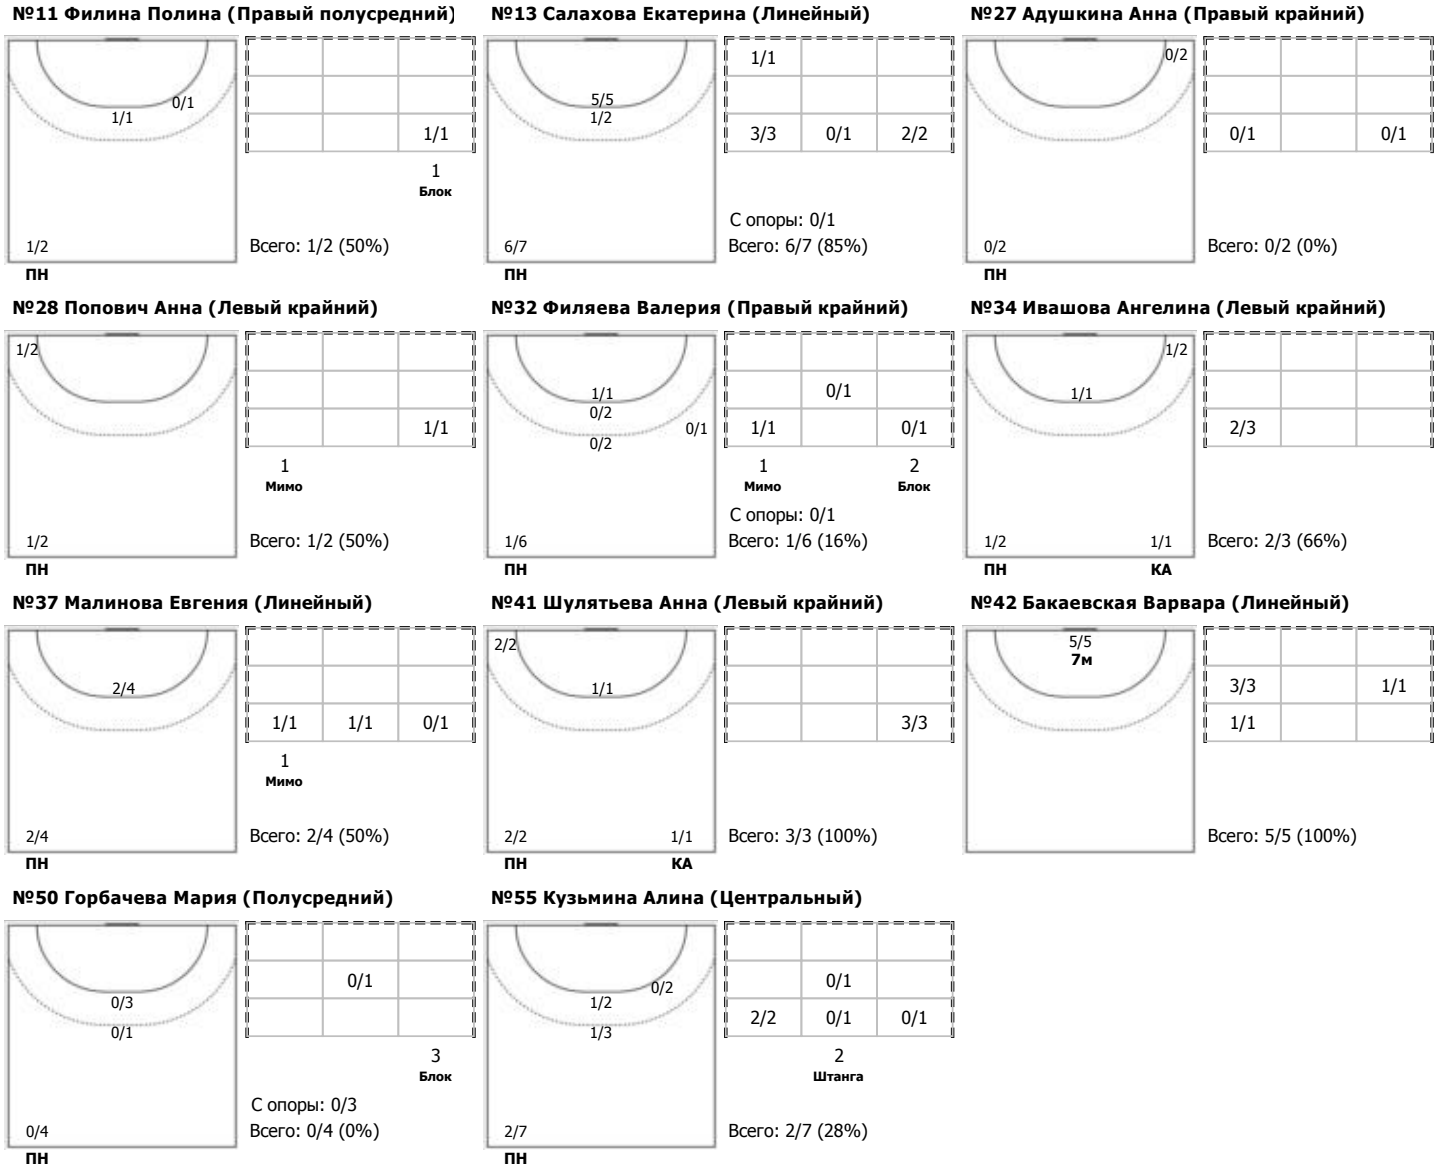 №11 Филина Полина (Правый полусредний)
0/1
1/1
1/1
1
Блок
1/2
Всего: 1/2 (50%)
ПН
№13 Салахова Екатерина (Линейный)
1/1
5/5
1/2
3/3 0/1 2/2
С опоры: 0/1
6/7
Всего: 6/7 (85%)
ПН
№27 Адушкина Анна (Правый крайний)
0/2
0/1 0/1
0/2
Всего: 0/2 (0%)
ПН
№28 Попович Анна (Левый крайний)
1/2
1/1
1
Мимо
1/2
Всего: 1/2 (50%)
ПН
№32 Филяева Валерия (Правый крайний)
1/1
0/1
0/2
0/1
0/2
1/1 0/1
1 2
Мимо Блок
С опоры: 0/1
1/6
Всего: 1/6 (16%)
ПН
№34 Ивашова Ангелина (Левый крайний)
1/2
1/1
2/3
1/2 1/1
Всего: 2/3 (66%)
ПН КА
№37 Малинова Евгения (Линейный)
2/4
1/1 1/1 0/1
1
Мимо
2/4
Всего: 2/4 (50%)
ПН
№41 Шулятьева Анна (Левый крайний)
2/2
1/1
3/3
2/2 1/1
Всего: 3/3 (100%)
ПН КА
№42 Бакаевская Варвара (Линейный)
5/5
7м
3/3 1/1
1/1
Всего: 5/5 (100%)
№50 Горбачева Мария (Полусредний)
0/1
0/3
0/1
3
Блок
С опоры: 0/3
0/4
Всего: 0/4 (0%)
ПН
№55 Кузьмина Алина (Центральный)
0/2
0/1
1/2
1/3
2/2 0/1 0/1
2
Штанга
2/7
Всего: 2/7 (28%)
ПН